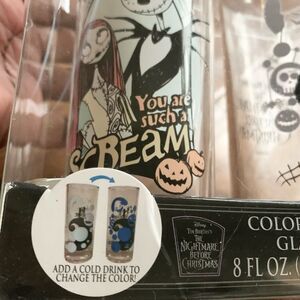 You are
such a
SCREAM
ADD A COLD DRINK TO
CHANGE THE COLOR!
Disney
TIM BURTON'S
THE
NIGHTMARE
BEFORE
CHRISTMAS
COLOR
GLA
8 FL OZ. (